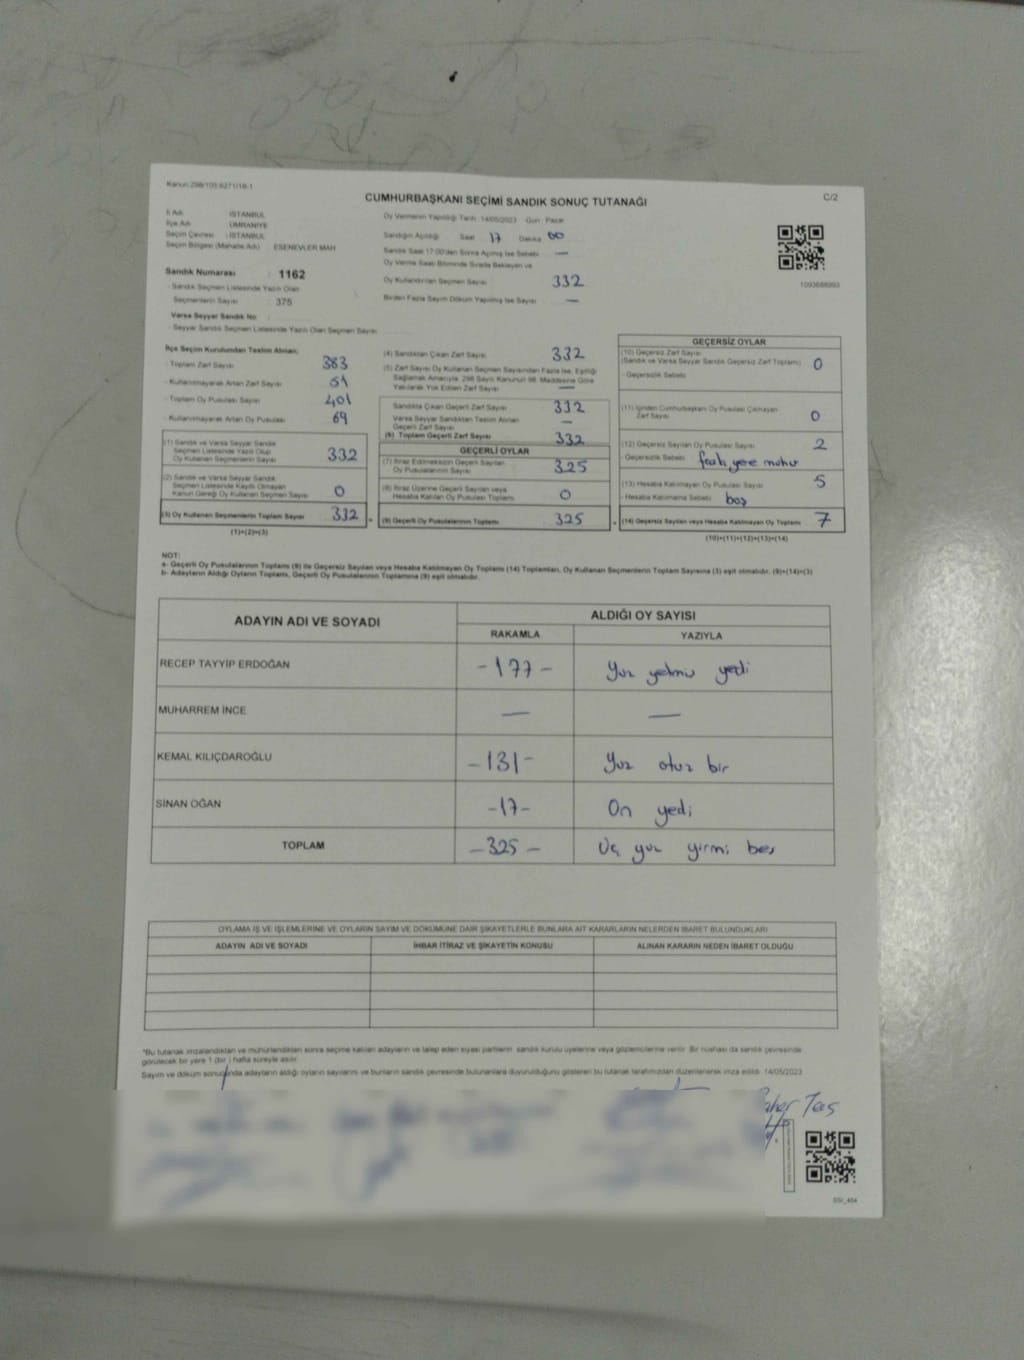 Kanun:298/105:6271/18-1
CUMHURBAŞKANI SEÇİMİ SANDIK SONUÇ TUTANAĞI
C/2
İl Adı : İSTANBUL
İlçe Adı : ÜMRANİYE
Seçim Çevresi : İSTANBUL
Seçim Bölgesi (Mahalle Adı) : ESENEVLER MAH
Sandık Numarası : 1162
- Sandık Seçmen Listesinde Yazılı Olan
Seçmenlerin Sayısı : 375
Varsa Seyyar Sandık No :
- Seyyar Sandık Seçmen Listesinde Yazılı Olan Seçmen Sayısı
Oy Vermenin Yapıldığı Tarih : 14/05/2023 Gün : Pazar
Sandığın Açıldığı Saat 17 Dakika 00
Sandık Saat 17.00'den Sonra Açılmış İse Sebebi —
Oy Verme Saati Bitiminde Sırada Bekleyen ve
Oy Kullandırılan Seçmen Sayısı 332
Birden Fazla Sayım Döküm Yapılmış İse Sayısı —
1093688993
İlçe Seçim Kurulundan Teslim Alınan;
- Toplam Zarf Sayısı 383
- Kullanılmayarak Artan Zarf Sayısı 51
- Toplam Oy Pusulası Sayısı 401
- Kullanılmayarak Artan Oy Pusulası 69
(1) Sandık ve Varsa Seyyar Sandık
Seçmen Listesinde Yazılı Olup
Oy Kullanan Seçmenlerin Sayısı 332
(2) Sandık ve Varsa Seyyar Sandık
Seçmen Listesinde Kayıtlı Olmayan
Kanun Gereği Oy Kullanan Seçmen Sayısı 0
(3) Oy Kullanan Seçmenlerin Toplam Sayısı 332
(1)+(2)=(3)
(4) Sandıktan Çıkan Zarf Sayısı 332
(5) Zarf Sayısı Oy Kullanan Seçmen Sayısından Fazla İse, Eşitliği
Sağlamak Amacıyla, 298 Sayılı Kanunun 98. Maddesine Göre
Yakılarak Yok Edilen Zarf Sayısı —
Sandıkta Çıkan Geçerli Zarf Sayısı 332
Varsa Seyyar Sandıktan Teslim Alınan
Geçerli Zarf Sayısı —
(6) Toplam Geçerli Zarf Sayısı 332
GEÇERLİ OYLAR
(7) İtiraz Edilmeksizin Geçerli Sayılan
Oy Pusulalarının Sayısı 325
(8) İtiraz Üzerine Geçerli Sayılan veya
Hesaba Katılan Oy Pusulası Toplamı 0
(9) Geçerli Oy Pusulalarının Toplamı 325
GEÇERSİZ OYLAR
(10) Geçersiz Zarf Sayısı
(Sandık ve Varsa Seyyar Sandık Geçersiz Zarf Toplamı) 0
- Geçersizlik Sebebi
(11) İçinden Cumhurbaşkanı Oy Pusulası Çıkmayan
Zarf Sayısı 0
(12) Geçersiz Sayılan Oy Pusulası Sayısı 2
- Geçersizlik Sebebi fazla yere mühür
(13) Hesaba Katılmayan Oy Pusulası Sayısı 5
- Hesaba Katılmama Sebebi boş
(14) Geçersiz Sayılan veya Hesaba Katılmayan Oy Toplamı 7
(10)+(11)+(12)+(13)=(14)
NOT:
a- Geçerli Oy Pusulalarının Toplamı (9) ile Geçersiz Sayılan veya Hesaba Katılmayan Oy Toplamı (14) Toplamları, Oy Kullanan Seçmenlerin Toplam Sayısına (3) eşit olmalıdır. (9)+(14)=(3)
b- Adayların Aldığı Oyların Toplamı, Geçerli Oy Pusulalarının Toplamına (9) eşit olmalıdır.
ADAYIN ADI VE SOYADI
ALDIĞI OY SAYISI
RAKAMLA YAZIYLA
RECEP TAYYİP ERDOĞAN -177- Yüz yetmiş yedi
MUHARREM İNCE — —
KEMAL KILIÇDAROĞLU -131- Yüz otuz bir
SİNAN OĞAN -17- On yedi
TOPLAM -325- Üç yüz yirmi beş
OYLAMA İŞ VE İŞLEMLERİNE VE OYLARIN SAYIM VE DÖKÜMÜNE DAİR ŞİKAYETLERLE BUNLARA AİT KARARLARIN NELERDEN İBARET BULUNDUKLARI
ADAYIN ADI VE SOYADI İHBAR İTİRAZ VE ŞİKAYETİN KONUSU ALINAN KARARIN NEDEN İBARET OLDUĞU
*Bu tutanak imzalandıktan ve mühürlendikten sonra seçime katılan adayların ve talep eden siyasi partilerin sandık kurulu üyelerine veya gözlemcilerine verilir. Bir nüshası da sandık çevresinde
görülecek bir yere 1 (bir ) hafta süreyle asılır.
Sayım ve döküm sonucunda adayların aldığı oyların sayılarını ve bunların sandık çevresinde bulunanlara duyurulduğunu gösteren bu tutanak tarafımızdan düzenlenerek imza edildi. 14/05/2023
SSI_404